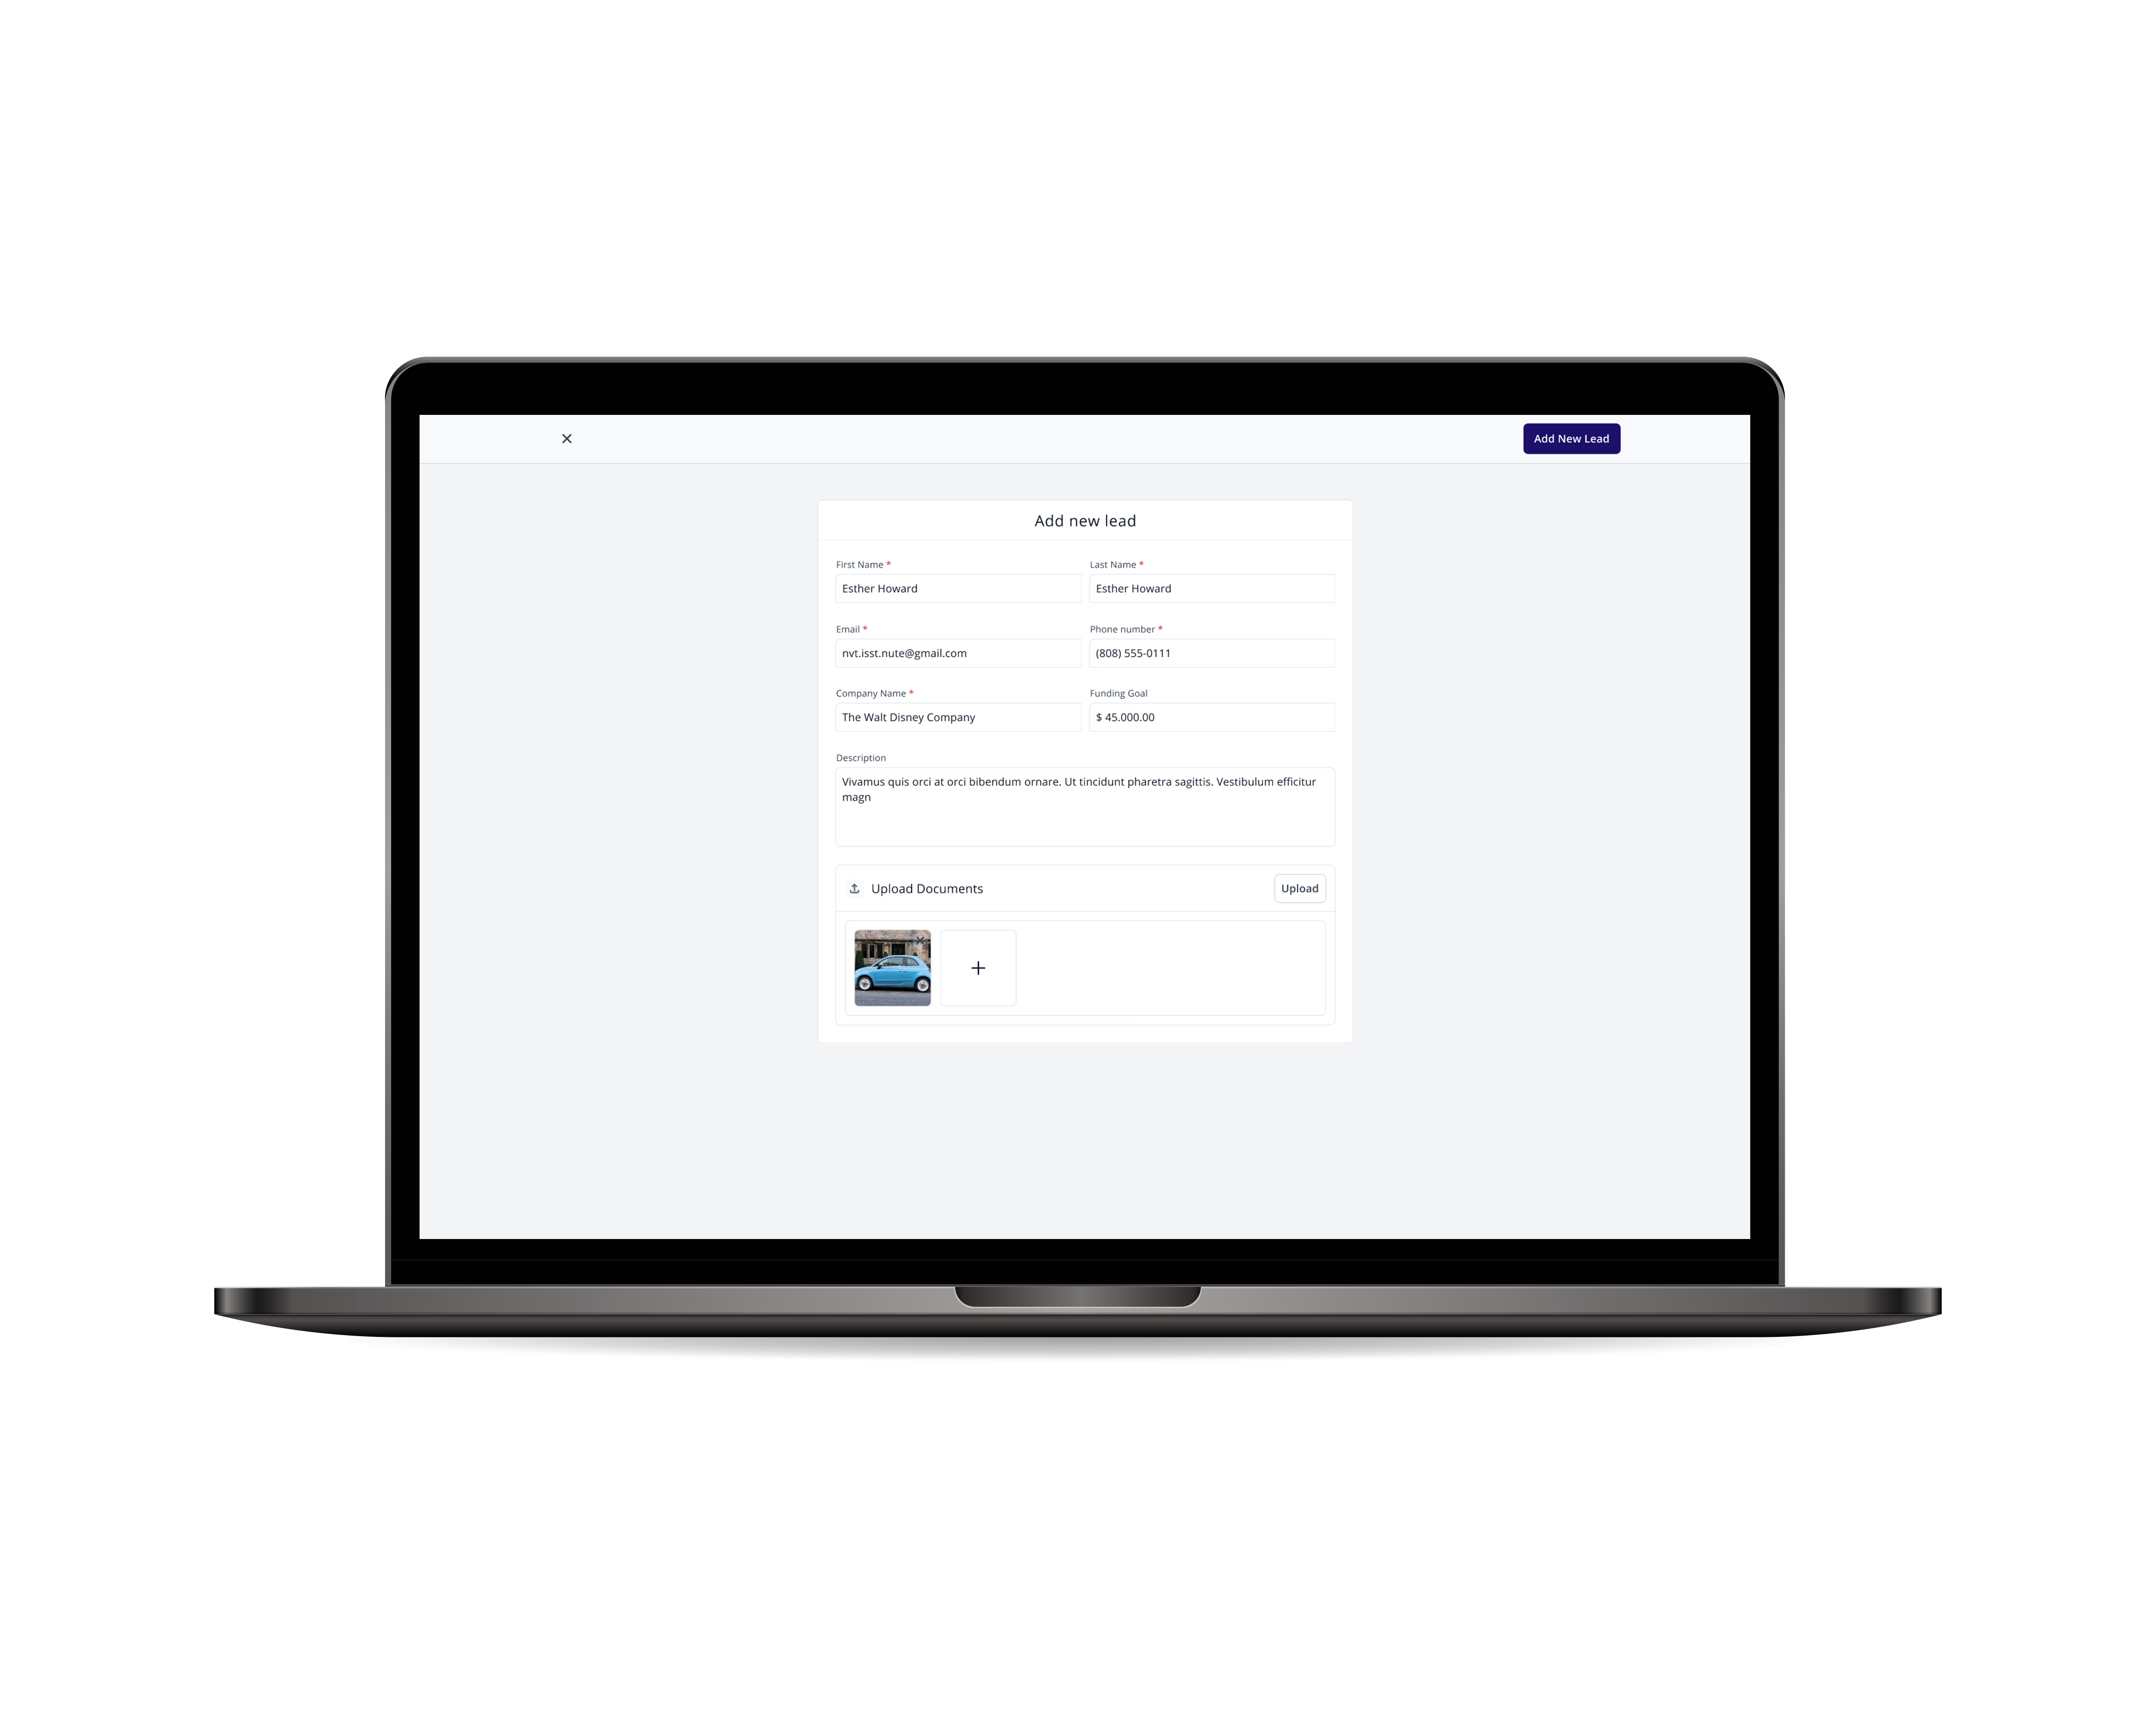 Add New Lead
Add new lead
First Name *
Last Name *
Esther Howard
Esther Howard
Email *
Phone number *
nvt.isst.nute@gmail.com
(808) 555-0111
Company Name *
Funding Goal
The Walt Disney Company
$ 45.000.00
Description
Vivamus quis orci at orci bibendum ornare. Ut tincidunt pharetra sagittis. Vestibulum efficitur
magn
Upload Documents
Upload